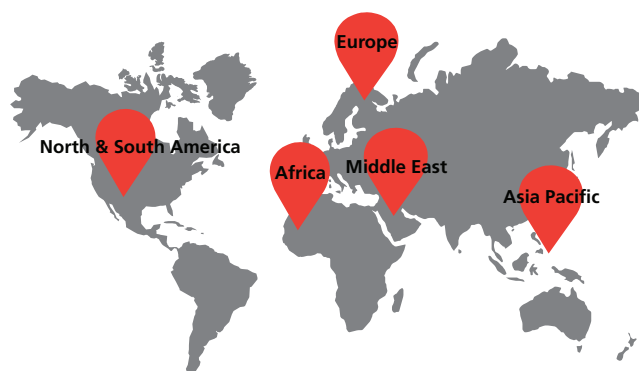 Europe
North & South America
Africa
Middle East
Asia Pacific